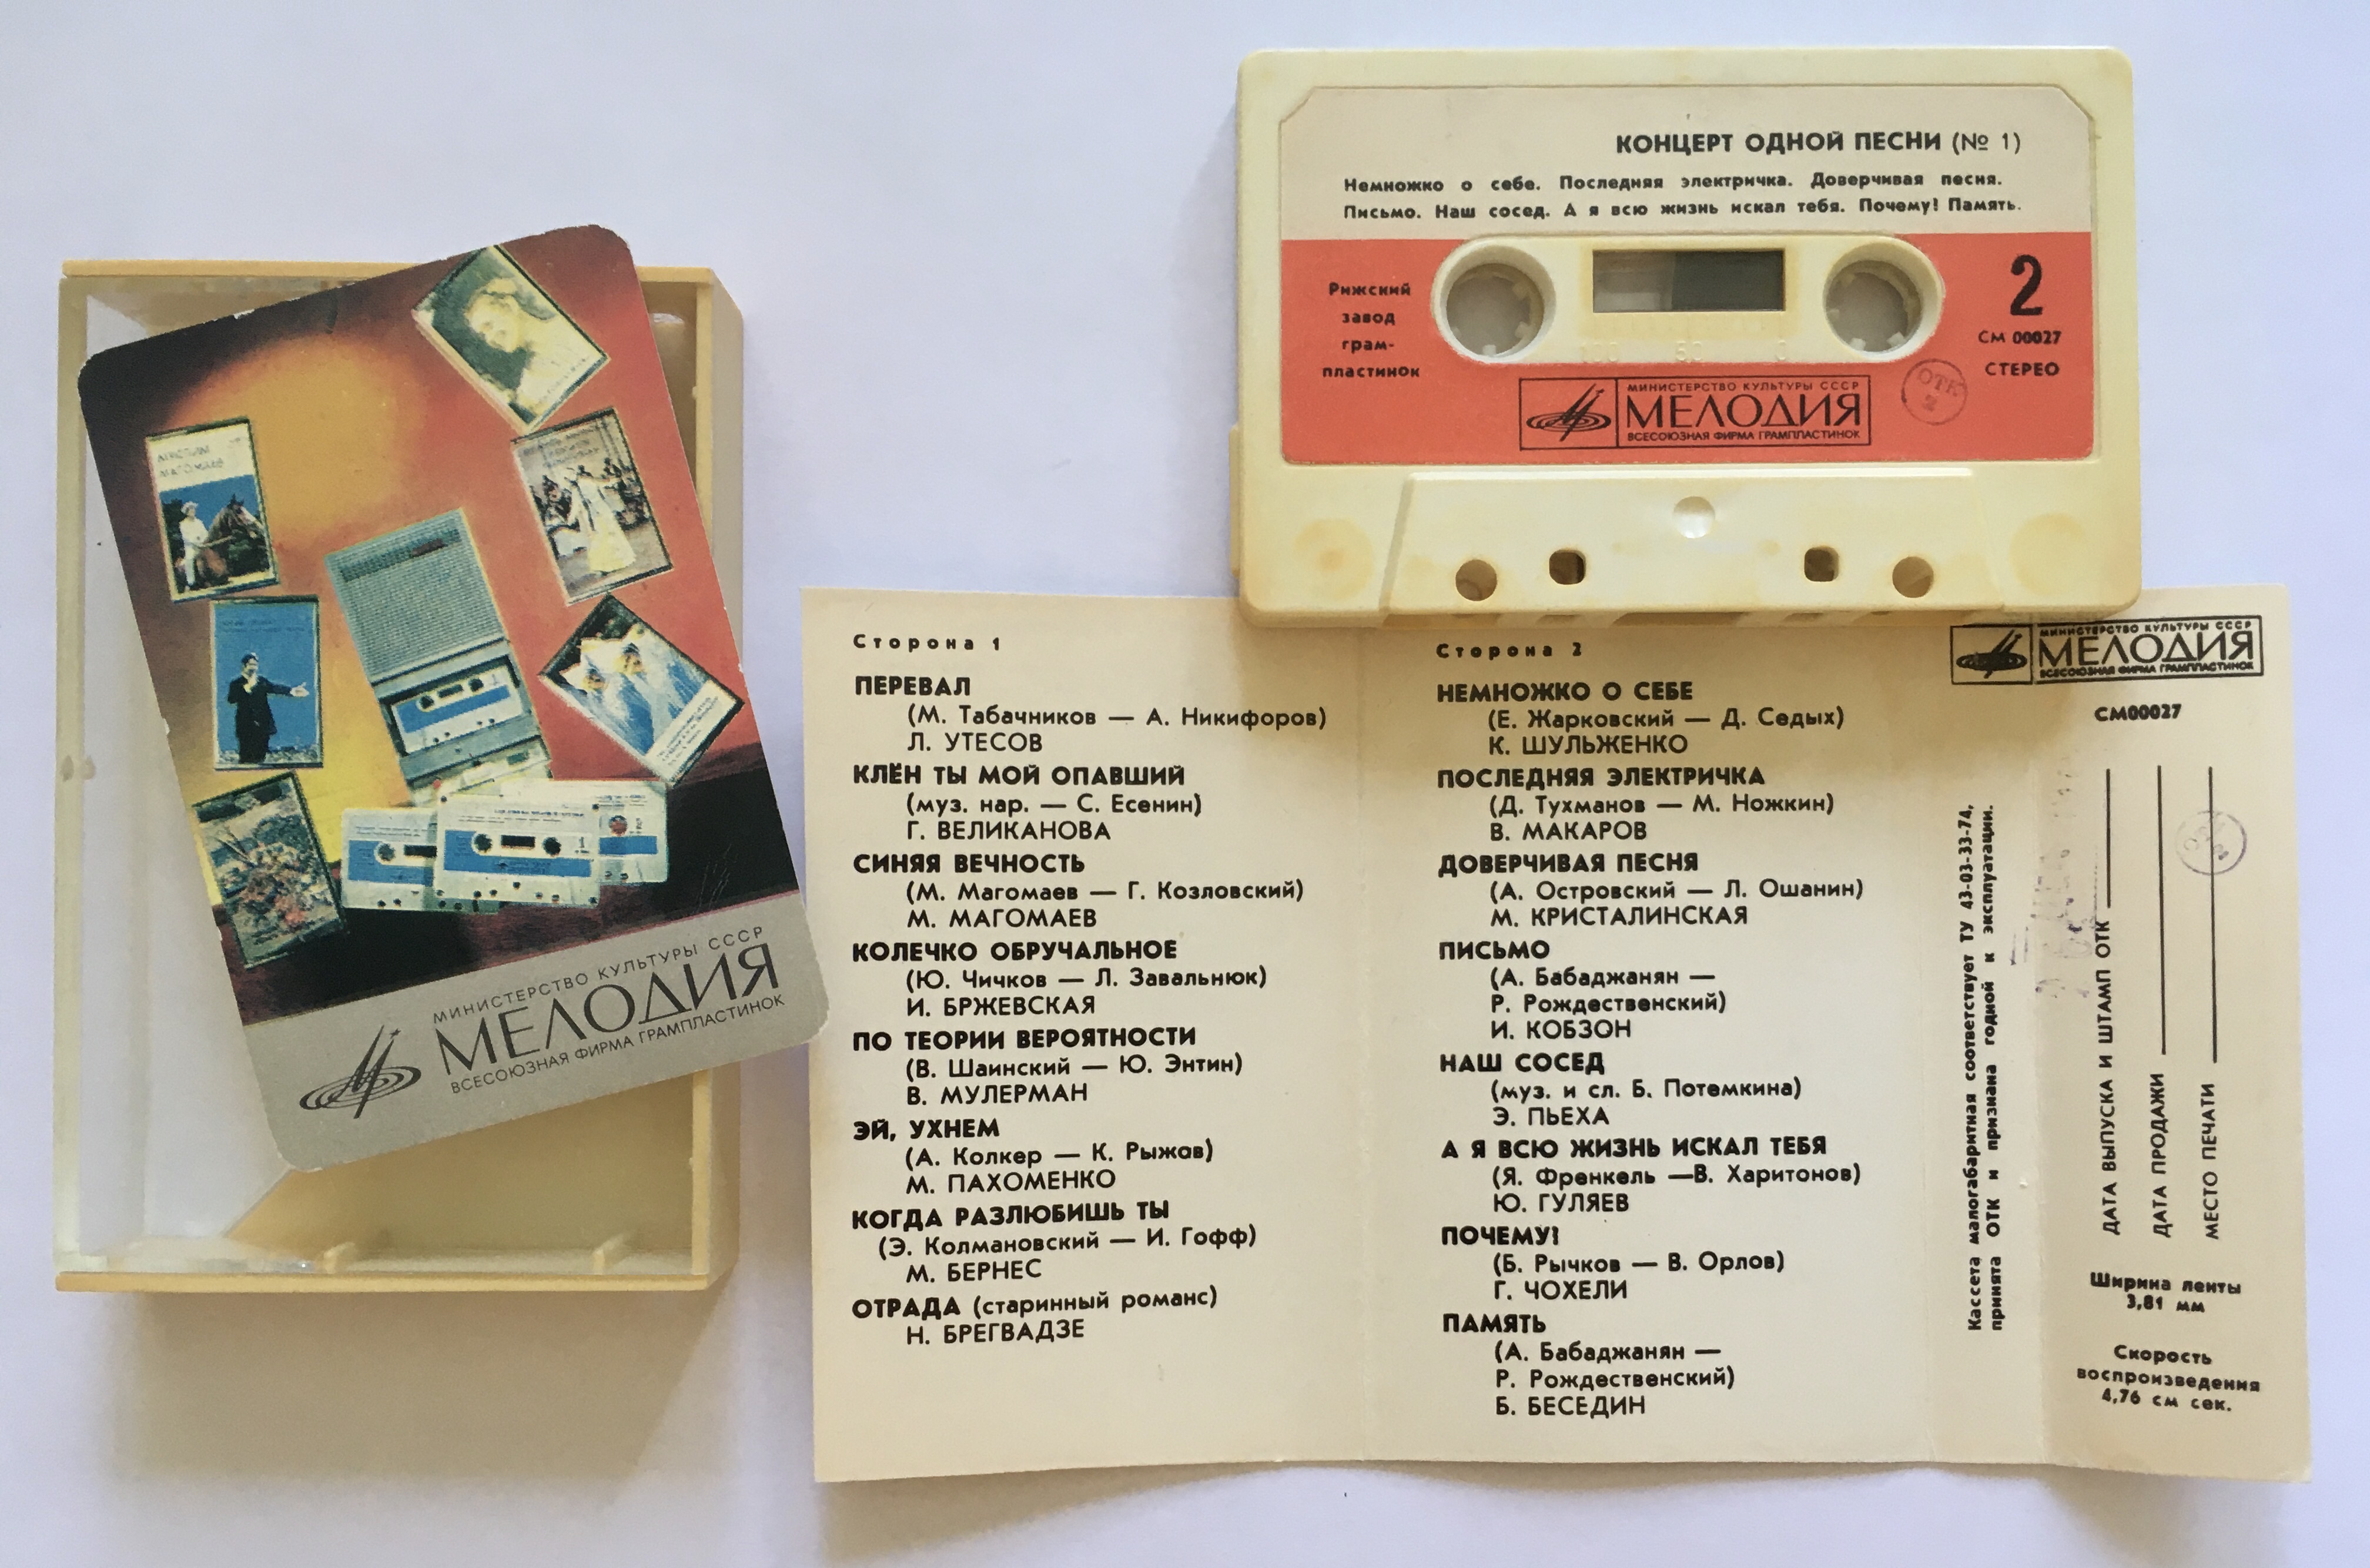 МИНИСТЕРСТВО КУЛЬТУРЫ СССР
МЕЛОДИЯ
ВСЕСОЮЗНАЯ ФИРМА ГРАМПЛАСТИНОК
КОНЦЕРТ ОДНОЙ ПЕСНИ (№ 1)
Немножко о себе. Последняя электричка. Доверчивая песня.
Письмо. Наш сосед. А я всю жизнь искал тебя. Почему! Память.
Рижский
завод
грам-
пластинок
2
СМ 00027
СТЕРЕО
100 50 0
МИНИСТЕРСТВО КУЛЬТУРЫ СССР
МЕЛОДИЯ
ВСЕСОЮЗНАЯ ФИРМА ГРАМПЛАСТИНОК
ОТК
2
Сторона 1
ПЕРЕВАЛ
(М. Табачников — А. Никифоров)
Л. УТЕСОВ
КЛЁН ТЫ МОЙ ОПАВШИЙ
(муз. нар. — С. Есенин)
Г. ВЕЛИКАНОВА
СИНЯЯ ВЕЧНОСТЬ
(М. Магомаев — Г. Козловский)
М. МАГОМАЕВ
КОЛЕЧКО ОБРУЧАЛЬНОЕ
(Ю. Чичков — Л. Завальнюк)
И. БРЖЕВСКАЯ
ПО ТЕОРИИ ВЕРОЯТНОСТИ
(В. Шаинский — Ю. Энтин)
В. МУЛЕРМАН
ЭЙ, УХНЕМ
(А. Колкер — К. Рыжов)
М. ПАХОМЕНКО
КОГДА РАЗЛЮБИШЬ ТЫ
(Э. Колмановский — И. Гофф)
М. БЕРНЕС
ОТРАДА (старинный романс)
Н. БРЕГВАДЗЕ
Сторона 2
НЕМНОЖКО О СЕБЕ
(Е. Жарковский — Д. Седых)
К. ШУЛЬЖЕНКО
ПОСЛЕДНЯЯ ЭЛЕКТРИЧКА
(Д. Тухманов — М. Ножкин)
В. МАКАРОВ
ДОВЕРЧИВАЯ ПЕСНЯ
(А. Островский — Л. Ошанин)
М. КРИСТАЛИНСКАЯ
ПИСЬМО
(А. Бабаджанян —
Р. Рождественский)
И. КОБЗОН
НАШ СОСЕД
(муз. и сл. Б. Потемкина)
Э. ПЬЕХА
А Я ВСЮ ЖИЗНЬ ИСКАЛ ТЕБЯ
(Я. Френкель —В. Харитонов)
Ю. ГУЛЯЕВ
ПОЧЕМУ!
(Б. Рычков — В. Орлов)
Г. ЧОХЕЛИ
ПАМЯТЬ
(А. Бабаджанян —
Р. Рождественский)
Б. БЕСЕДИН
Кассета малогабаритная соответствует ТУ 43-03-33-74,
принята ОТК и признана годной к эксплуатации.
МИНИСТЕРСТВО КУЛЬТУРЫ СССР
МЕЛОДИЯ
ВСЕСОЮЗНАЯ ФИРМА ГРАМПЛАСТИНОК
СМ00027
ДАТА ВЫПУСКА И ШТАМП ОТК
ДАТА ПРОДАЖИ
МЕСТО ПЕЧАТИ
Ширина ленты
3,81 мм
Скорость
воспроизведения
4,76 см сек.